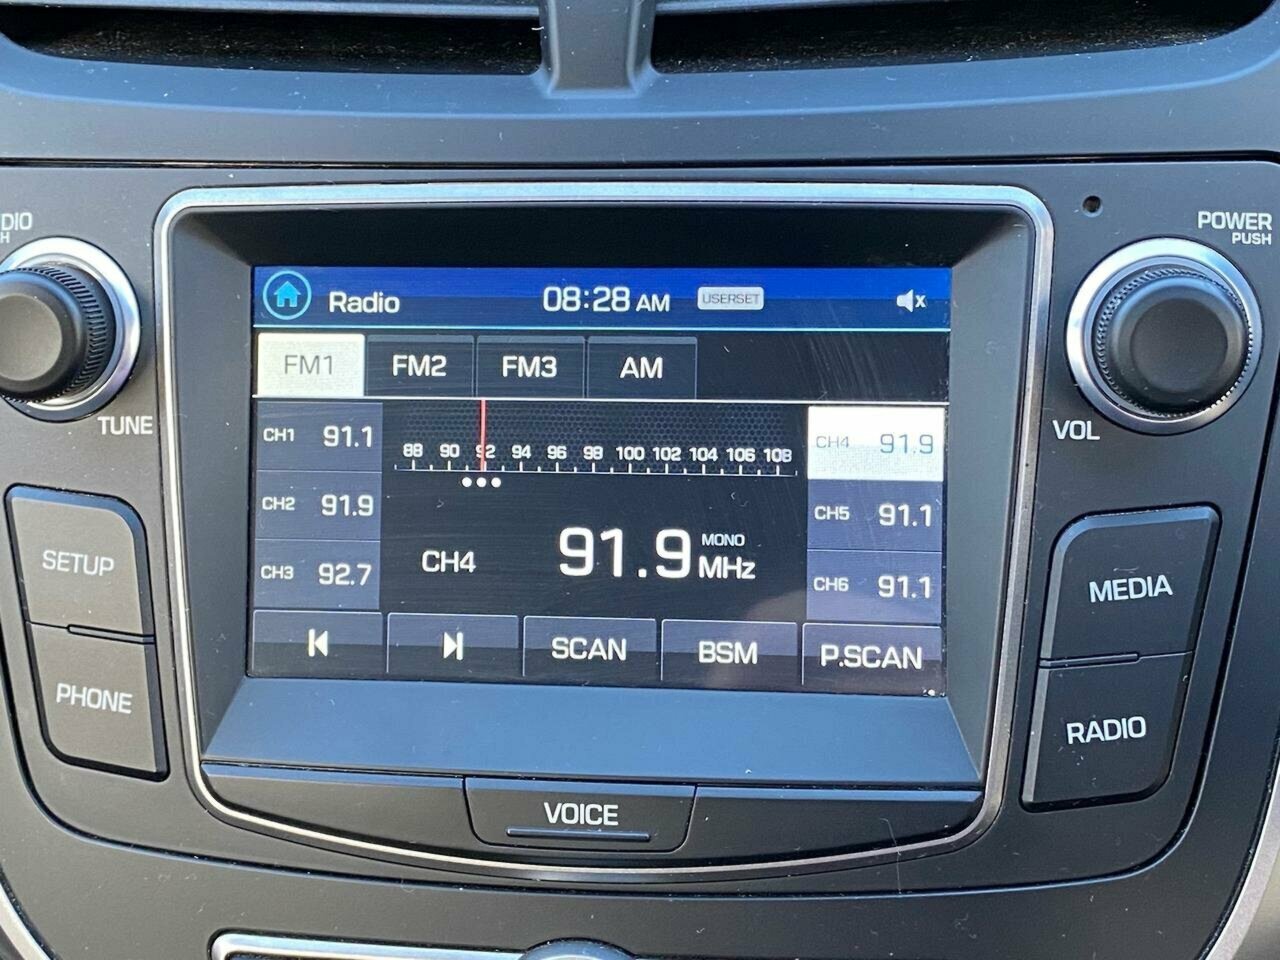 DIO
H
POWER
PUSH
Radio 08:28 AM USERSET
FM1 FM2 FM3 AM
TUNE
VOL
CH1 91.1
88 90 92 94 96 98 100 102 104 106 108
CH4 91.9
CH2 91.9
CH5 91.1
CH3 92.7
CH4 91.9 MONO
MHz
CH6 91.1
SCAN BSM P.SCAN
SETUP
PHONE
MEDIA
RADIO
VOICE